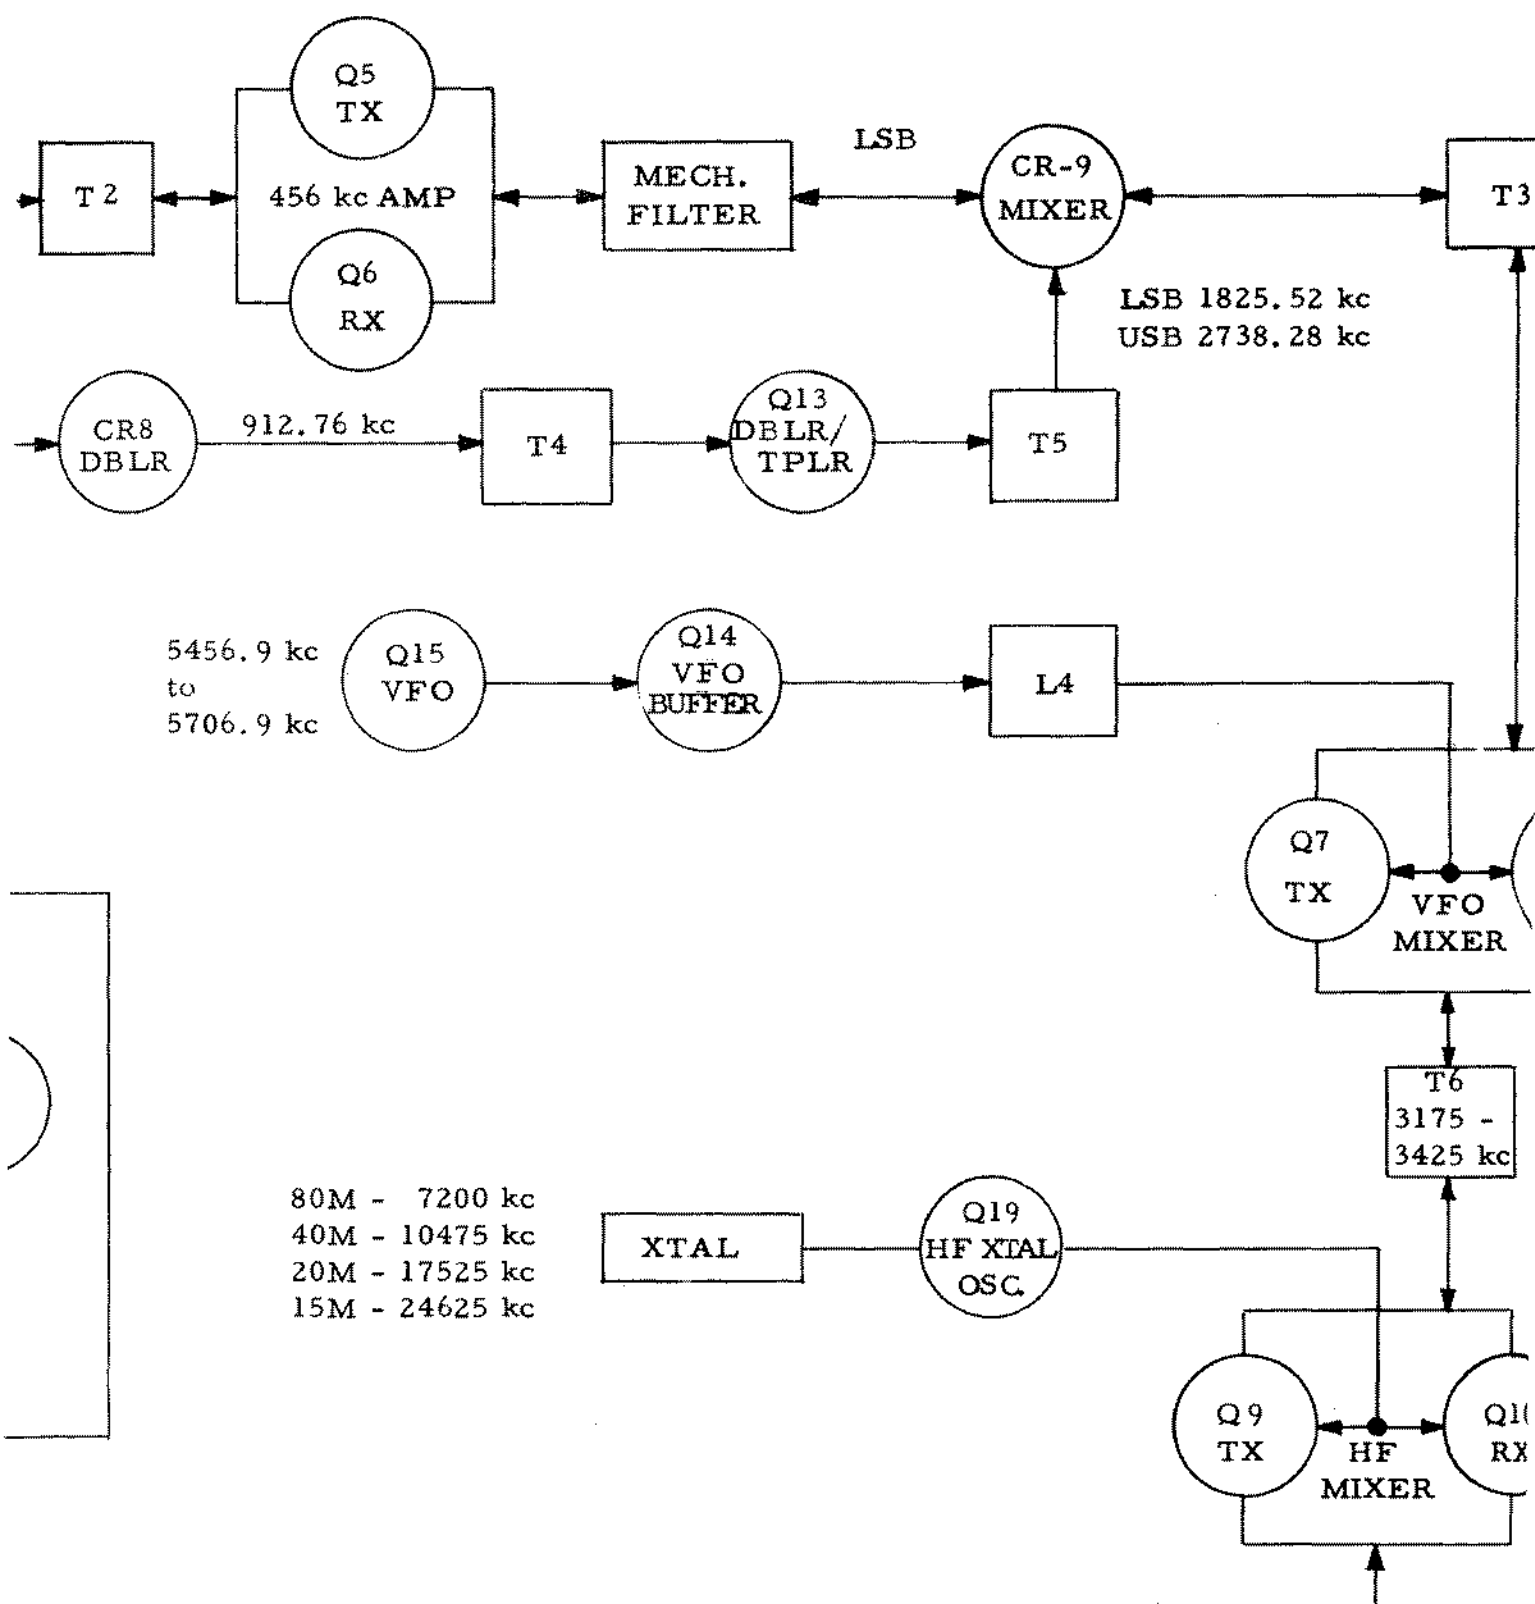 Q5
TX
T2
456 kc AMP
Q6
RX
MECH.
FILTER
LSB
CR-9
MIXER
T3
LSB 1825.52 kc
USB 2738.28 kc
CR8
DBLR
912.76 kc
T4
Q13
DBLR/
TPLR
T5
5456.9 kc
to
5706.9 kc
Q15
VFO
Q14
VFO
BUFFER
L4
Q7
TX
VFO
MIXER
T6
3175 -
3425 kc
80M - 7200 kc
40M - 10475 kc
20M - 17525 kc
15M - 24625 kc
XTAL
Q19
HF XTAL
OSC.
Q9
TX
HF
MIXER
RX